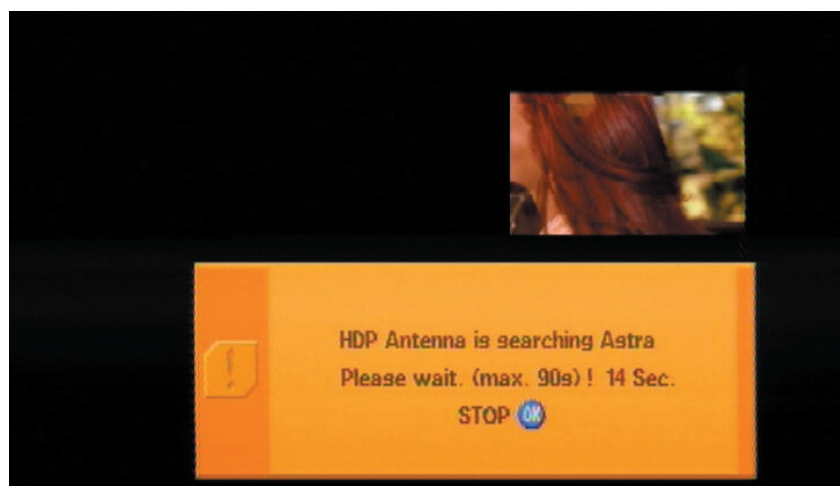 HDP Antenna is searching Astra
Please wait. (max. 90s) ! 14 Sec.
STOP OK